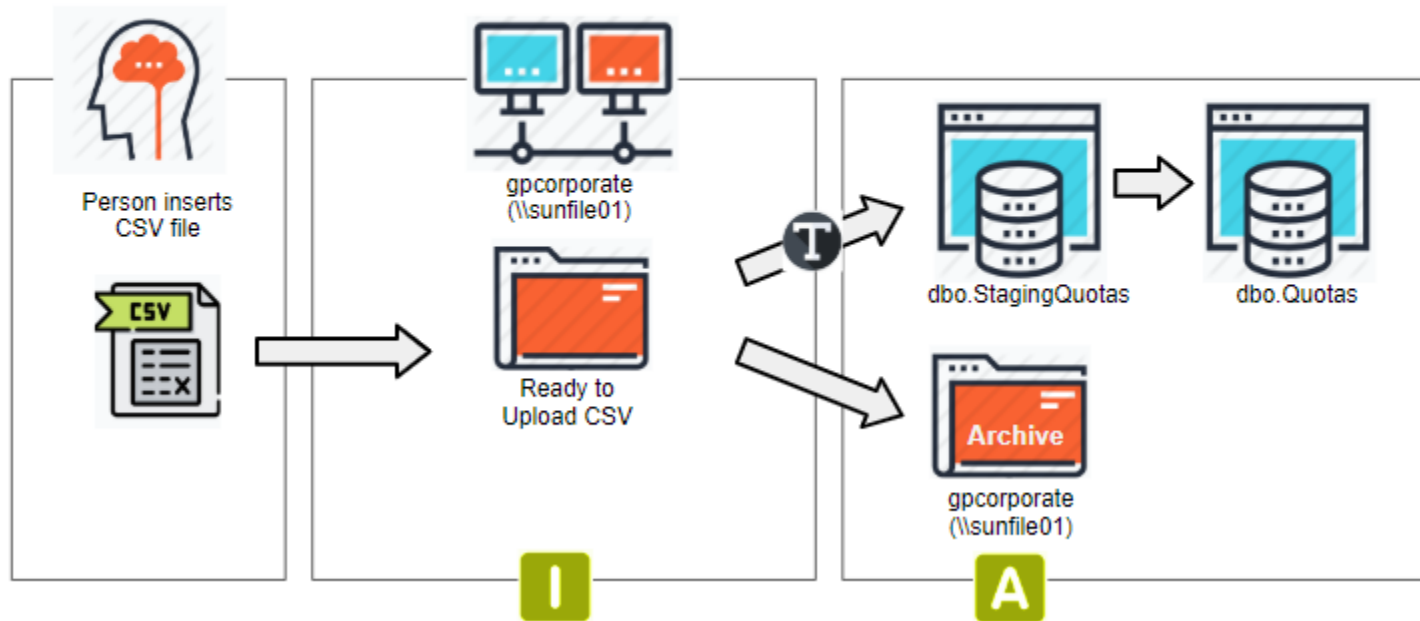 Person inserts
CSV file
CSV
gpcorporate
(\\sunfile01)
Ready to
Upload CSV
I
T
dbo.StagingQuotas
dbo.Quotas
Archive
gpcorporate
(\\sunfile01)
A